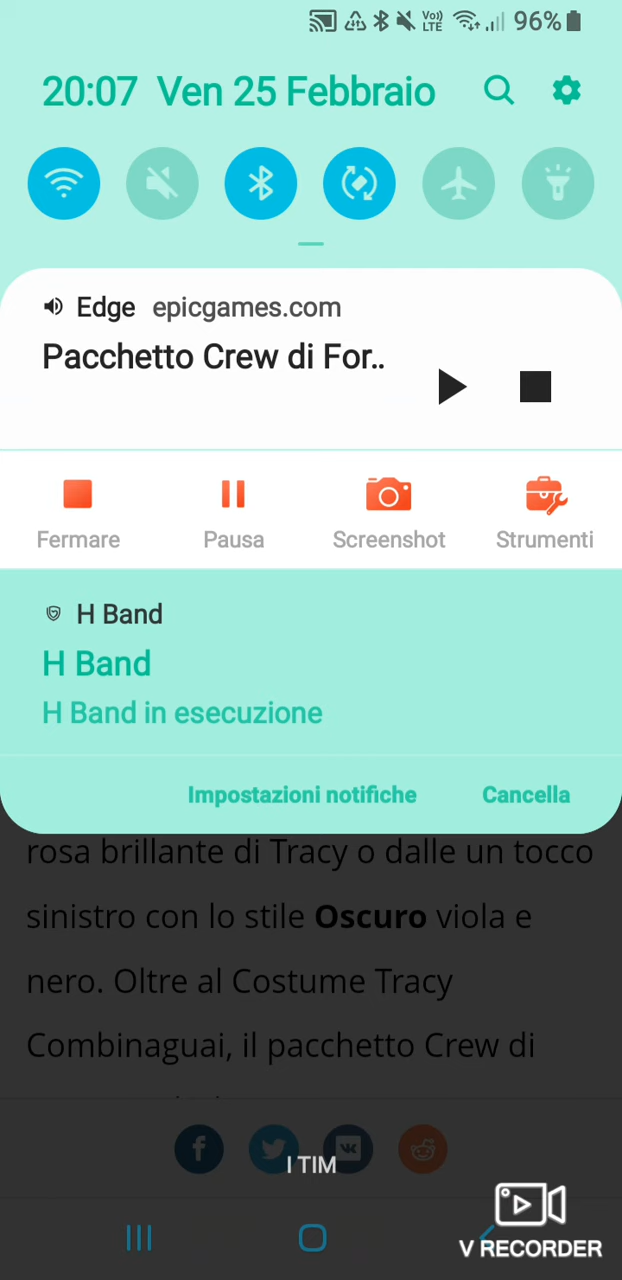 Vo)) LTE 96%
20:07 Ven 25 Febbraio
Edge epicgames.com
Pacchetto Crew di For..
Fermare Pausa Screenshot Strumenti
H Band
H Band
H Band in esecuzione
Impostazioni notifiche Cancella
rosa brillante di Tracy o dalle un tocco
sinistro con lo stile Oscuro viola e
nero. Oltre al Costume Tracy
Combinaguai, il pacchetto Crew di
I TIM
V RECORDER